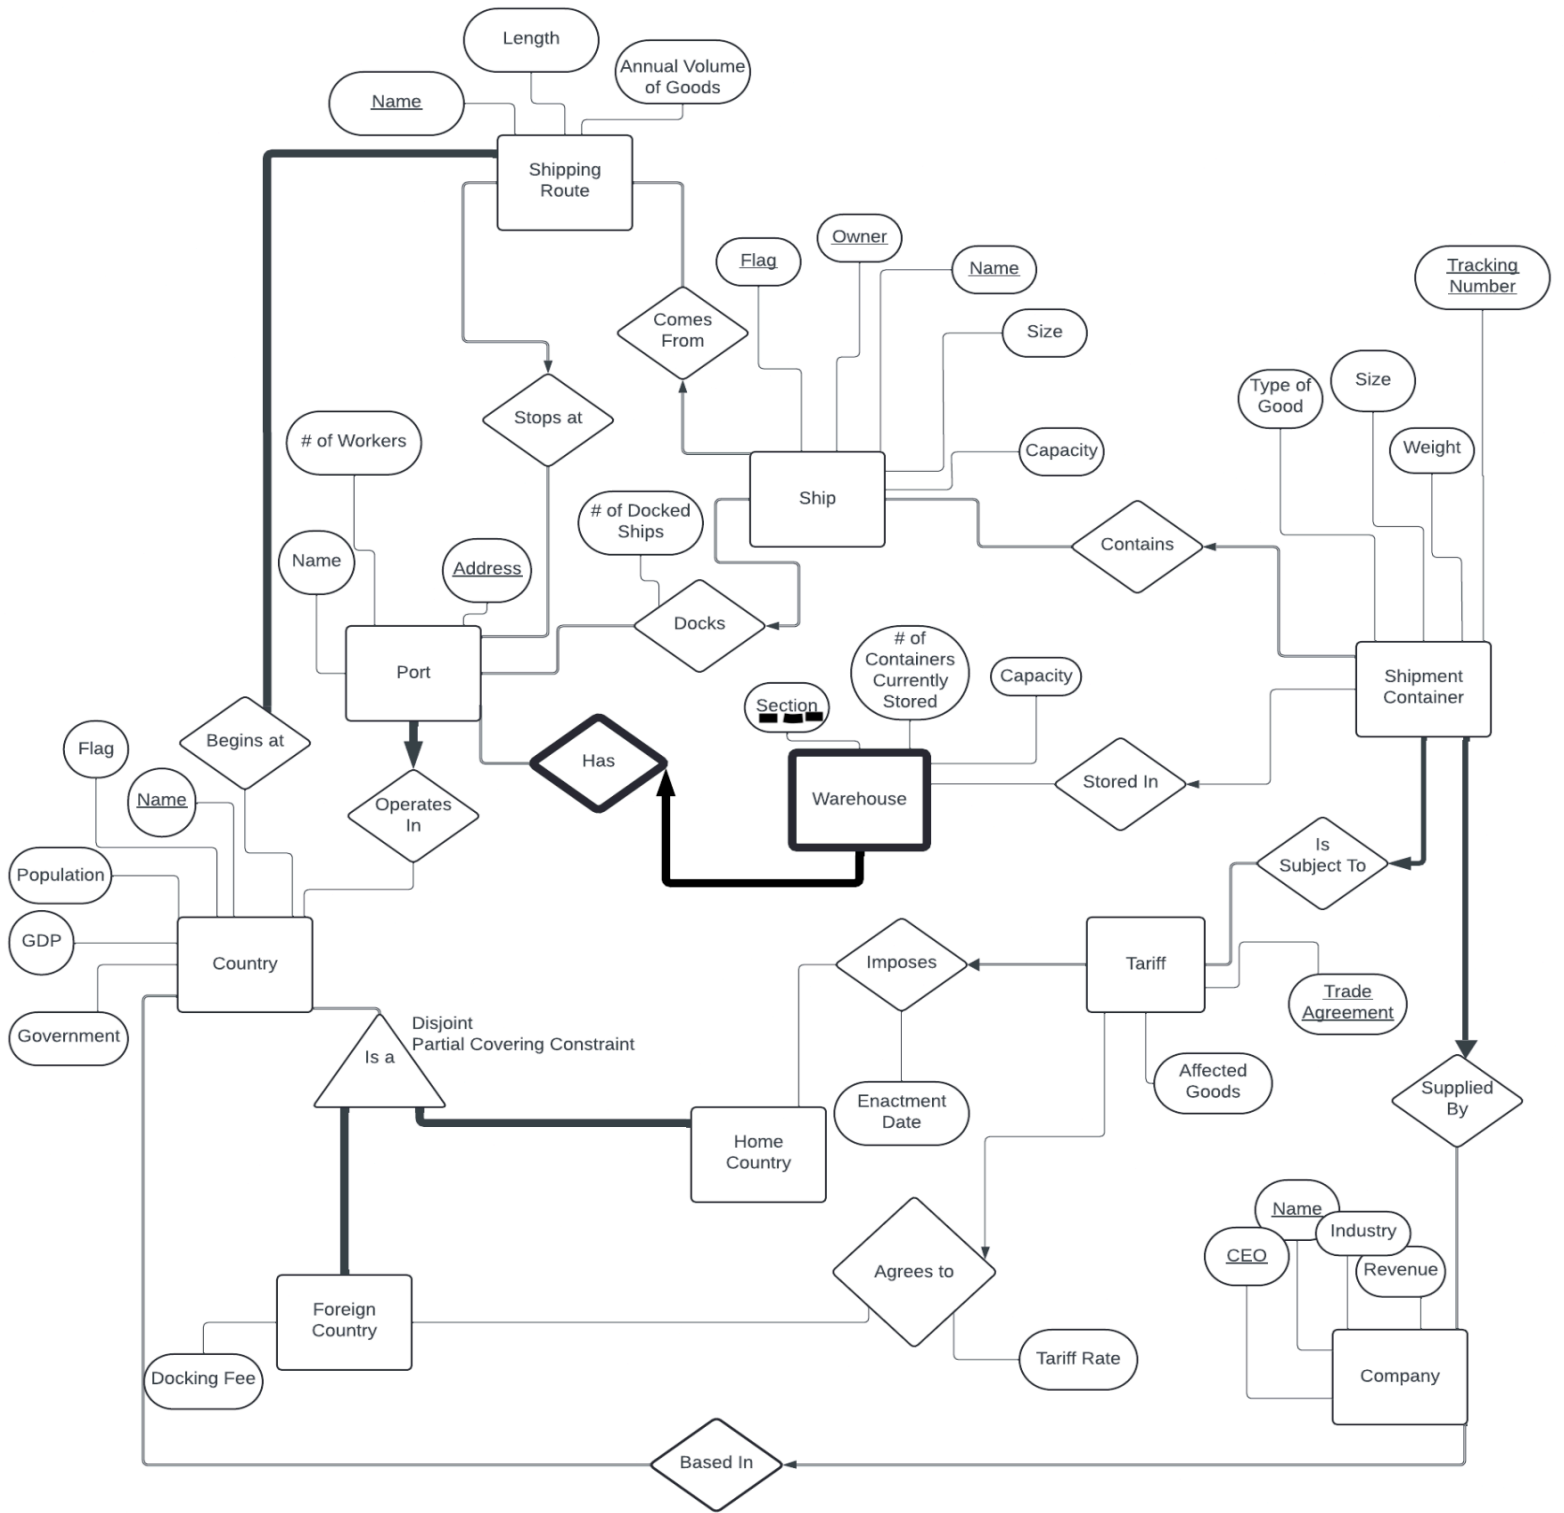 Length
Annual Volume
of Goods
Name
Shipping
Route
Flag
Owner
Name
Tracking
Number
Comes
From
Size
Type of
Good
Size
Stops at
# of Workers
Weight
Capacity
Ship
# of Docked
Ships
Contains
Name
Address
Docks
Port
# of
Containers
Currently
Stored
Capacity
Shipment
Container
Section
Begins at
Flag
Has
Stored In
Name
Operates
In
Warehouse
Is
Subject To
Population
GDP
Country
Imposes
Tariff
Trade
Agreement
Government
Disjoint
Partial Covering Constraint
Is a
Affected
Goods
Enactment
Date
Supplied
By
Home
Country
Name
Industry
CEO
Revenue
Agrees to
Foreign
Country
Docking Fee
Tariff Rate
Company
Based In